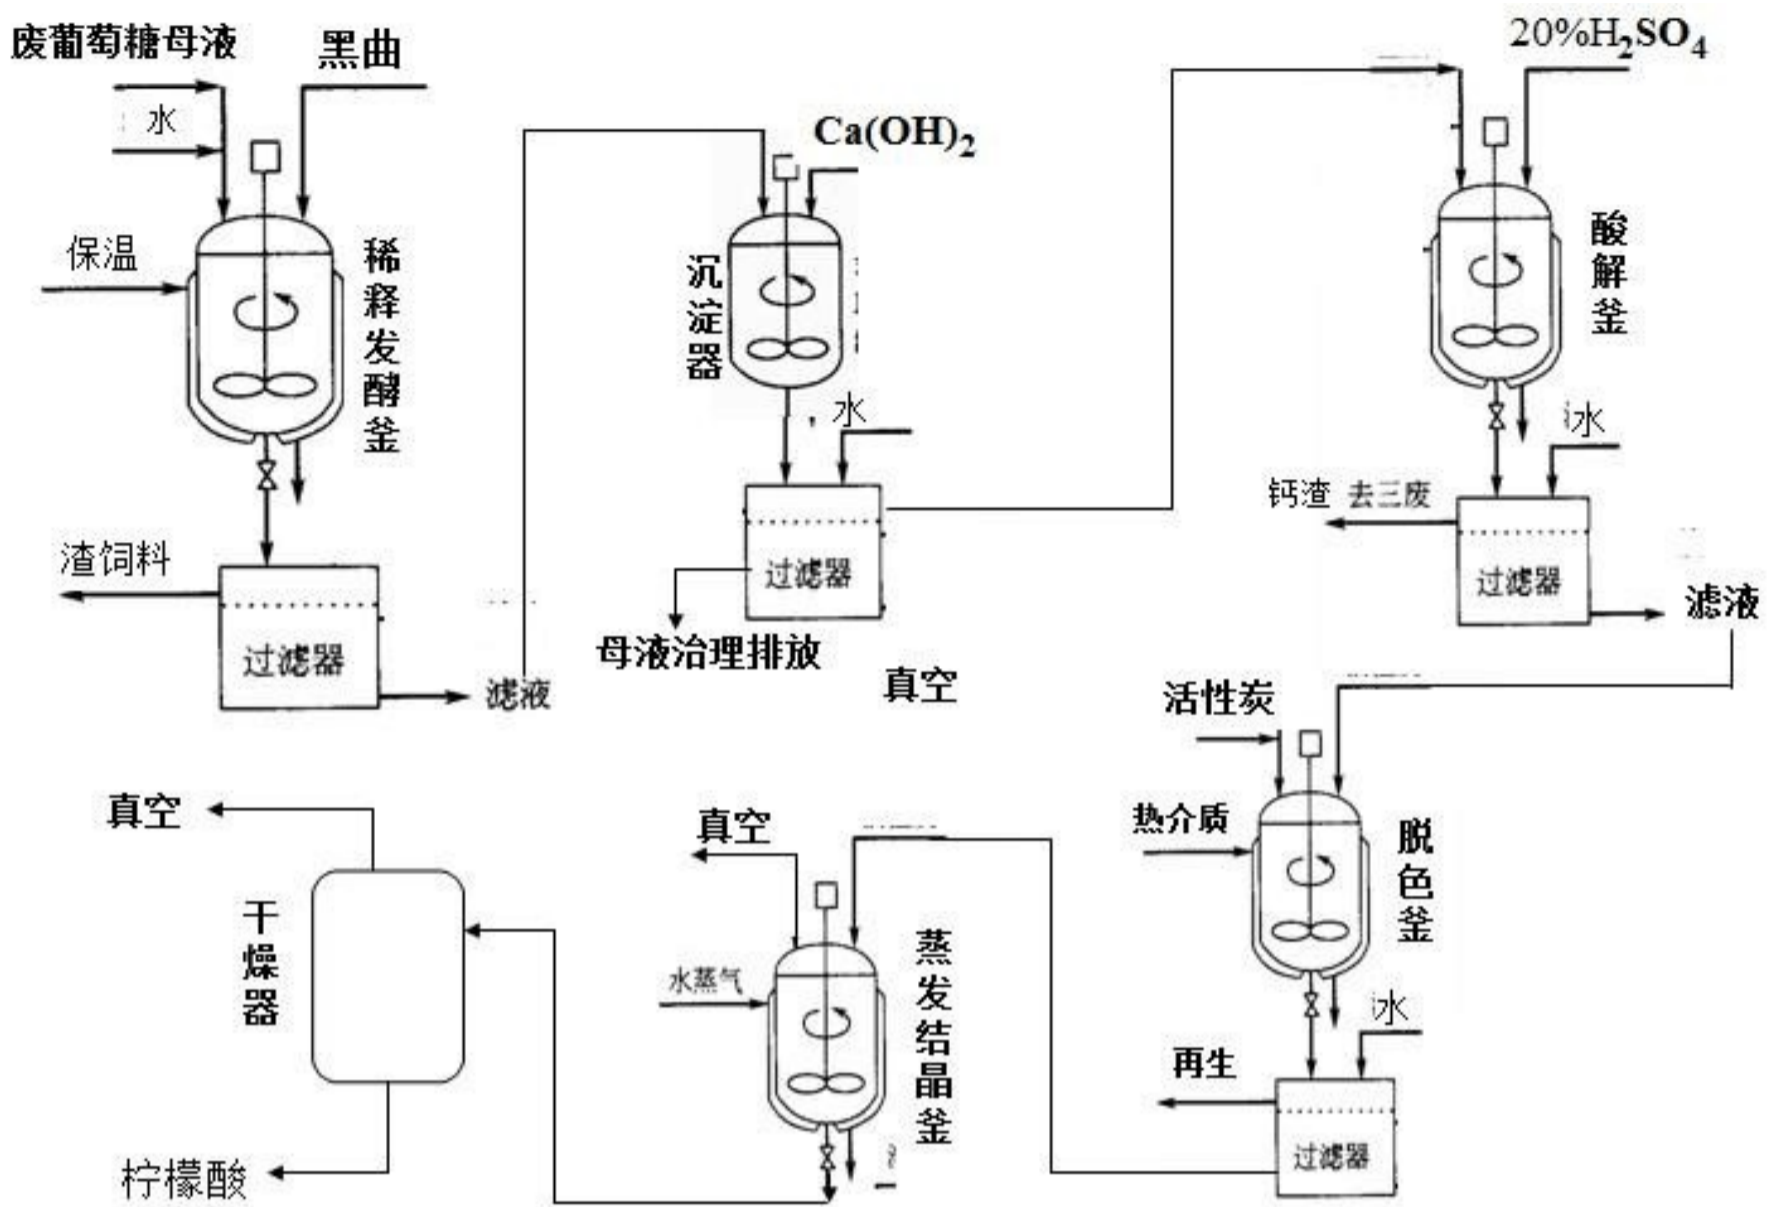 废葡萄糖母液
黑曲
水
保温
稀释发酵釜
渣饲料
过滤器
滤液
Ca(OH)₂
沉淀器
水
过滤器
母液治理排放
真空
20%H₂SO₄
酸解釜
水
钙渣 去三废
过滤器
滤液
活性炭
热介质
脱色釜
水
再生
过滤器
真空
水蒸气
蒸发结晶釜
真空
干燥器
柠檬酸